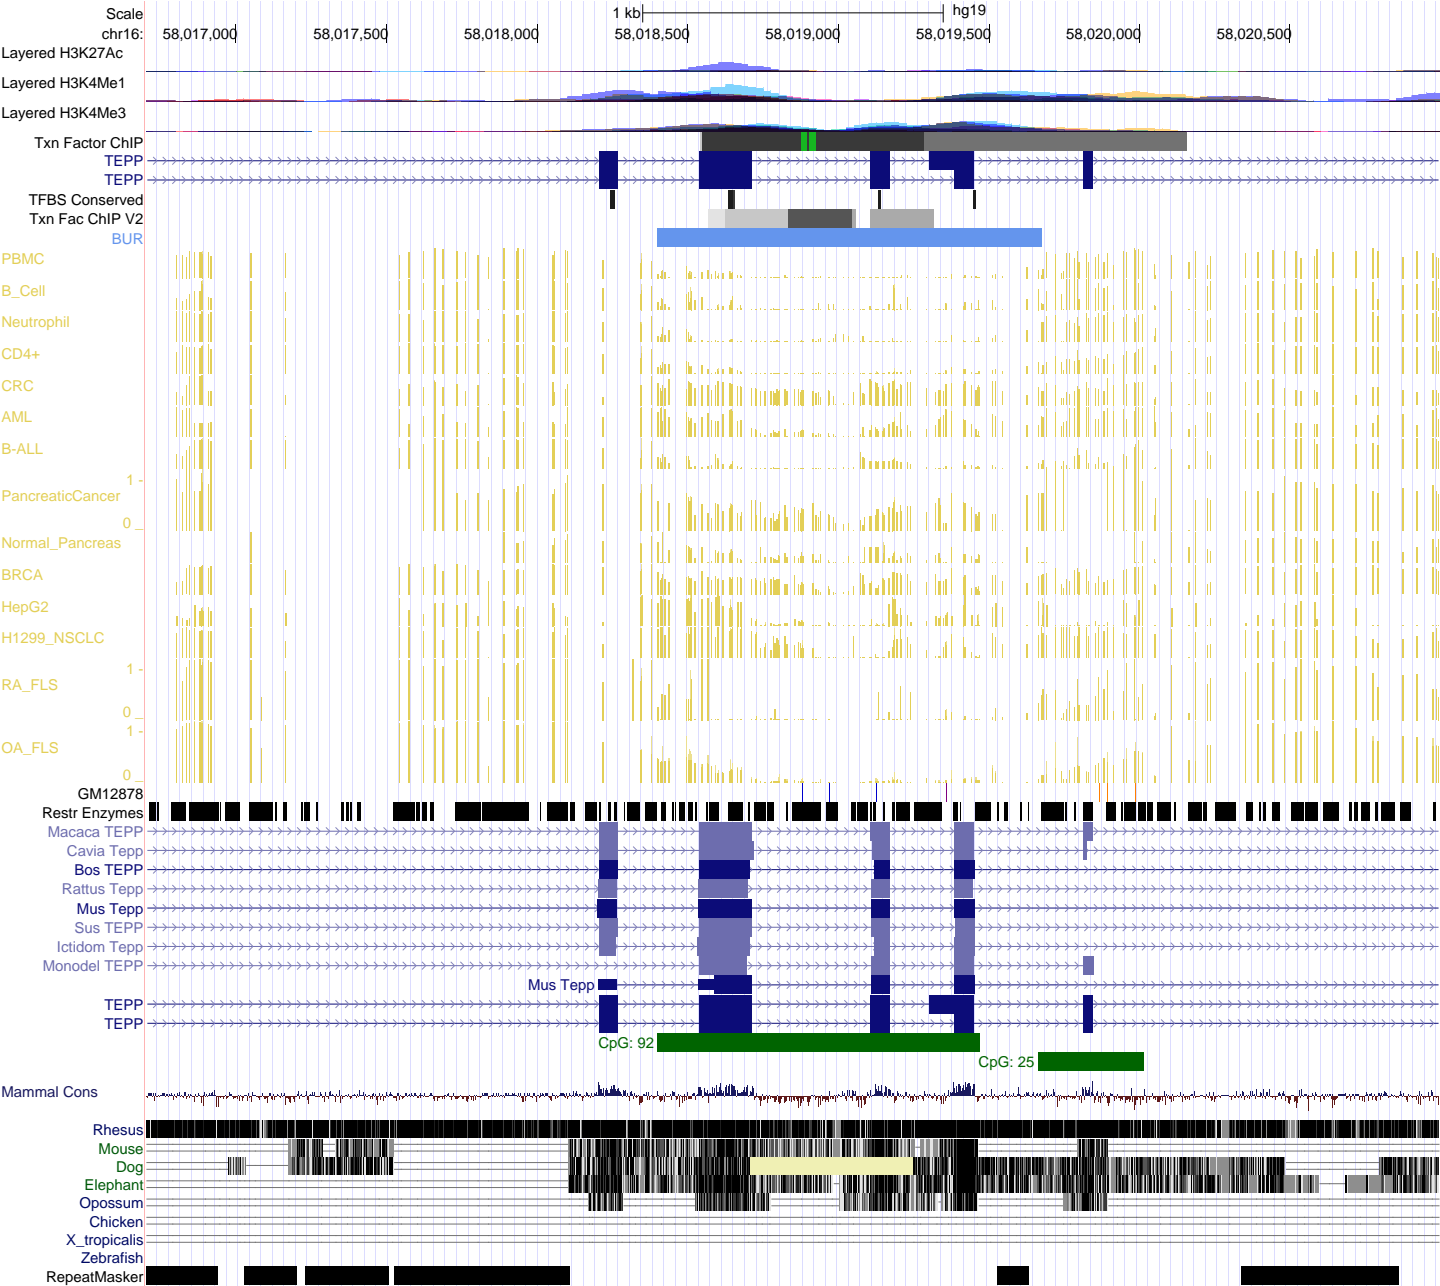 Scale 1 kb hg19
chr16: 58,017,000 58,017,500 58,018,000 58,018,500 58,019,000 58,019,500 58,020,000 58,020,500
Layered H3K27Ac
Layered H3K4Me1
Layered H3K4Me3
Txn Factor ChIP
TEPP
TEPP
TFBS Conserved
Txn Fac ChIP V2
BUR
PBMC
B_Cell
Neutrophil
CD4+
CRC
AML
B-ALL
1 -
PancreaticCancer
0 _
Normal_Pancreas
BRCA
HepG2
H1299_NSCLC
1 -
RA_FLS
0 _
1 -
OA_FLS
0 _
GM12878
Restr Enzymes
Macaca TEPP
Cavia Tepp
Bos TEPP
Rattus Tepp
Mus Tepp
Sus TEPP
Ictidom Tepp
Monodel TEPP
Mus Tepp
TEPP
TEPP
CpG: 92
CpG: 25
Mammal Cons
Rhesus
Mouse
Dog
Elephant
Opossum
Chicken
X_tropicalis
Zebrafish
RepeatMasker